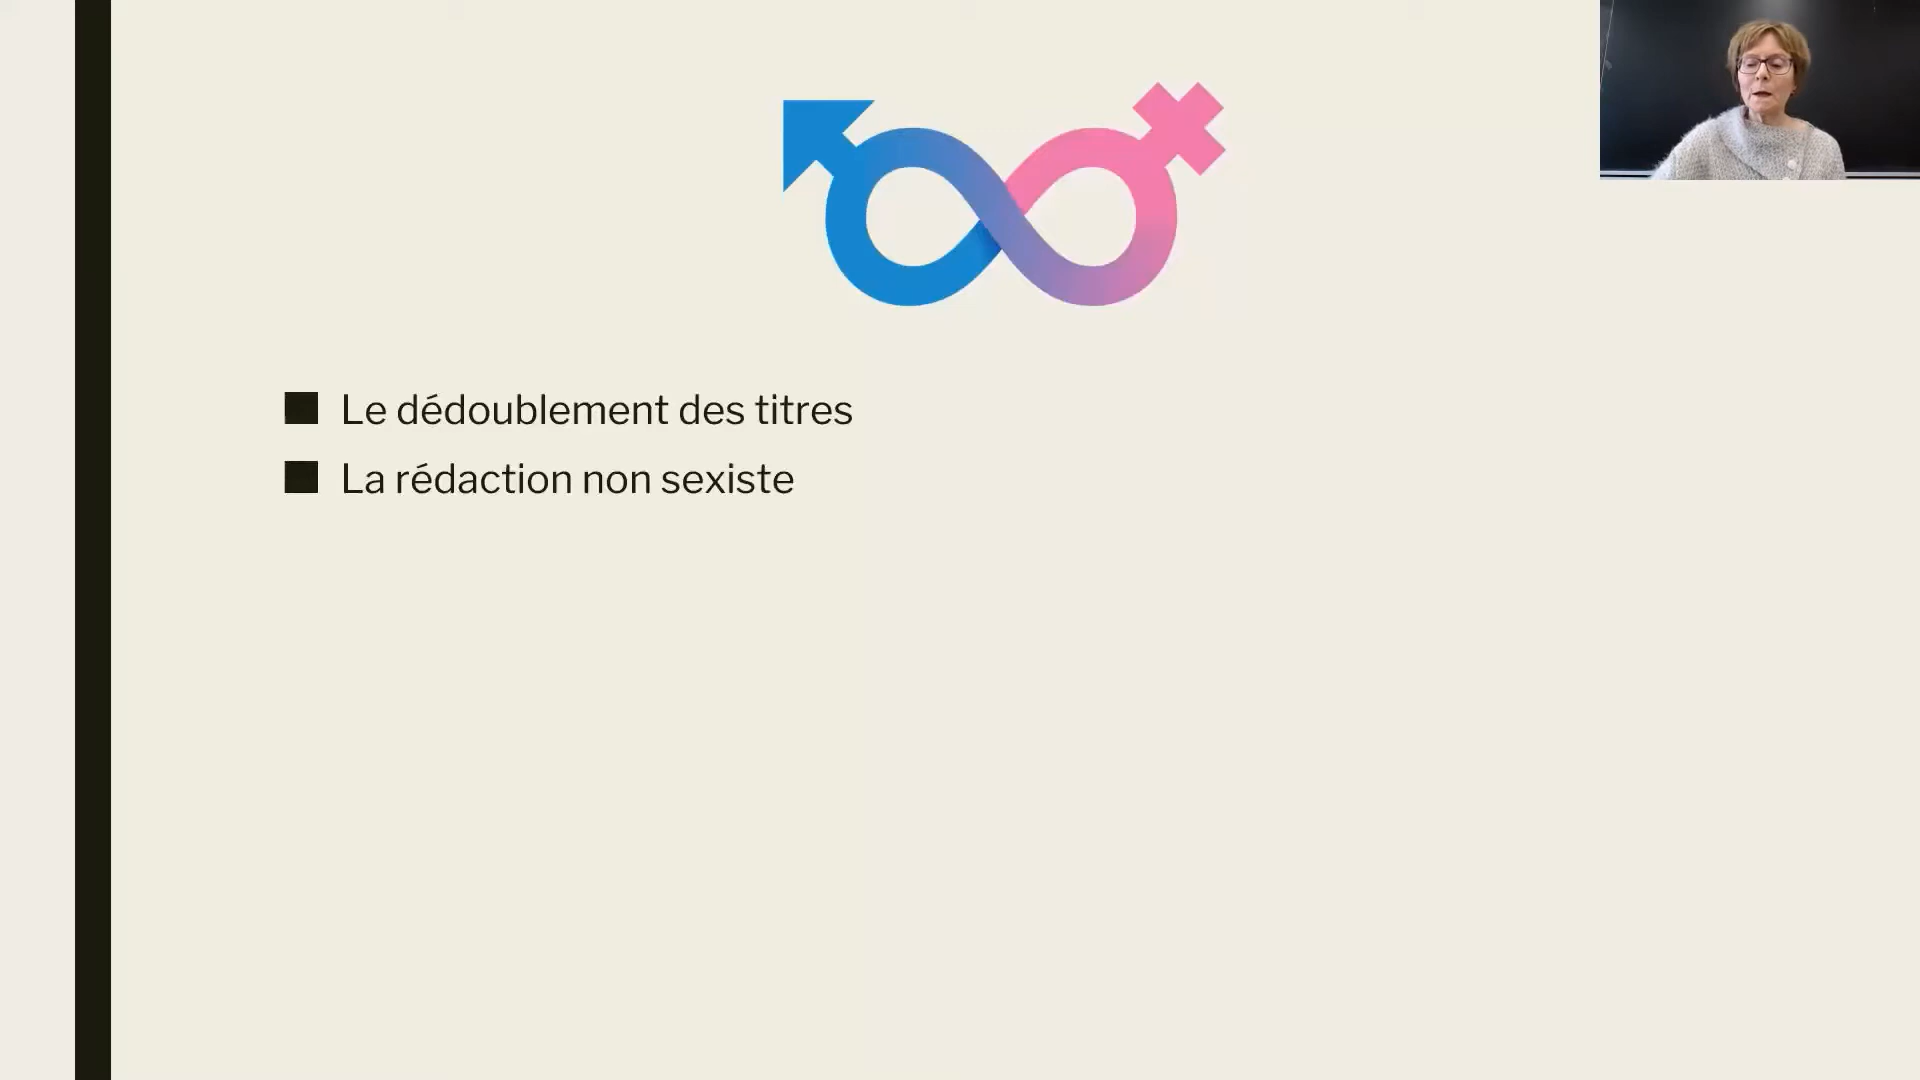 Le dédoublement des titres
La rédaction non sexiste